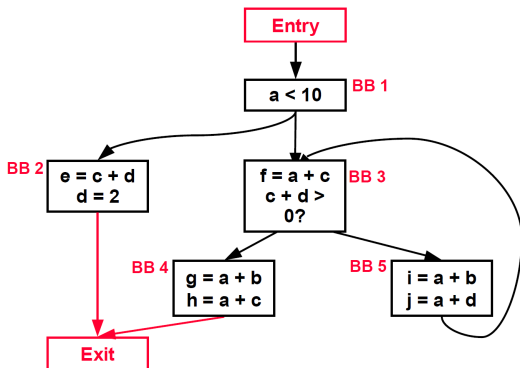 Entry
BB 1
a < 10
BB 2
e = c + d
d = 2
f = a + c
c + d >
0?
BB 3
BB 4
g = a + b
h = a + c
BB 5
i = a + b
j = a + d
Exit